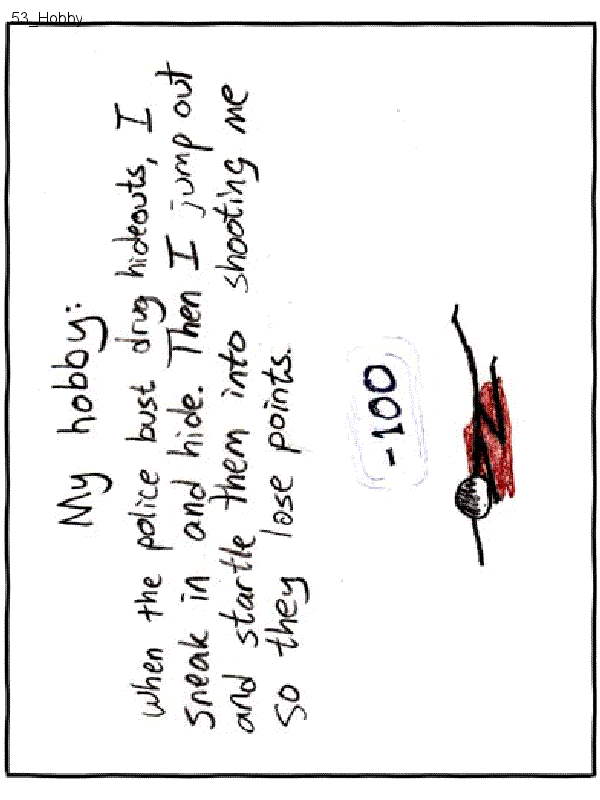 53_Hobby
My hobby:
when the police bust drug hideouts, I
sneak in and hide. Then I jump out
and startle them into shooting me
so they lose points.
-100